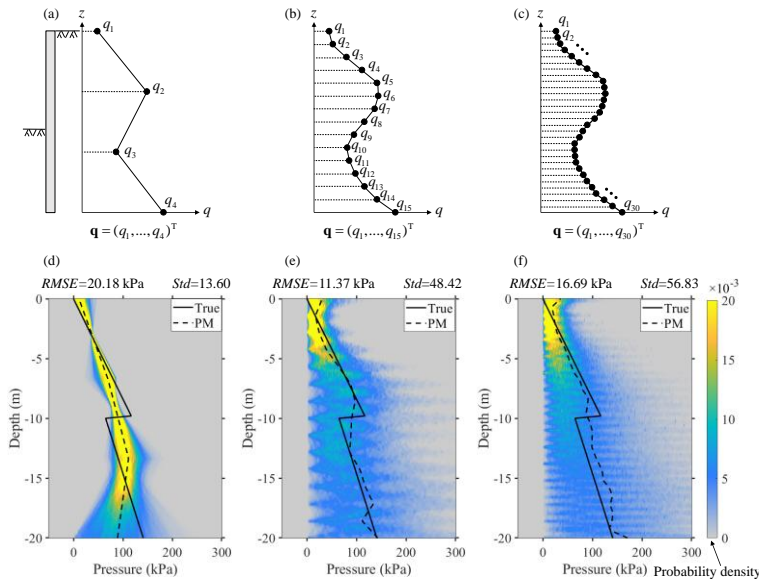 (a)
z
q1
q2
q3
q4
q
q = (q1,...,q4)T
(b)
z
q1
q2
q3
q4
q5
q6
q7
q8
q9
q10
q11
q12
q13
q14
q15
q
q = (q1,...,q15)T
(c)
z
q1
q2
q30
q
q = (q1,...,q30)T
(d)
RMSE=20.18 kPa Std=13.60
True
PM
0
-5
-10
-15
-20
Depth (m)
0 100 200 300
Pressure (kPa)
(e)
RMSE=11.37 kPa Std=48.42
True
PM
0
-5
-10
-15
-20
Depth (m)
0 100 200 300
Pressure (kPa)
(f)
RMSE=16.69 kPa Std=56.83
True
PM
0
-5
-10
-15
-20
Depth (m)
0 100 200 300
Pressure (kPa)
×10-3
20
15
10
5
0
Probability density